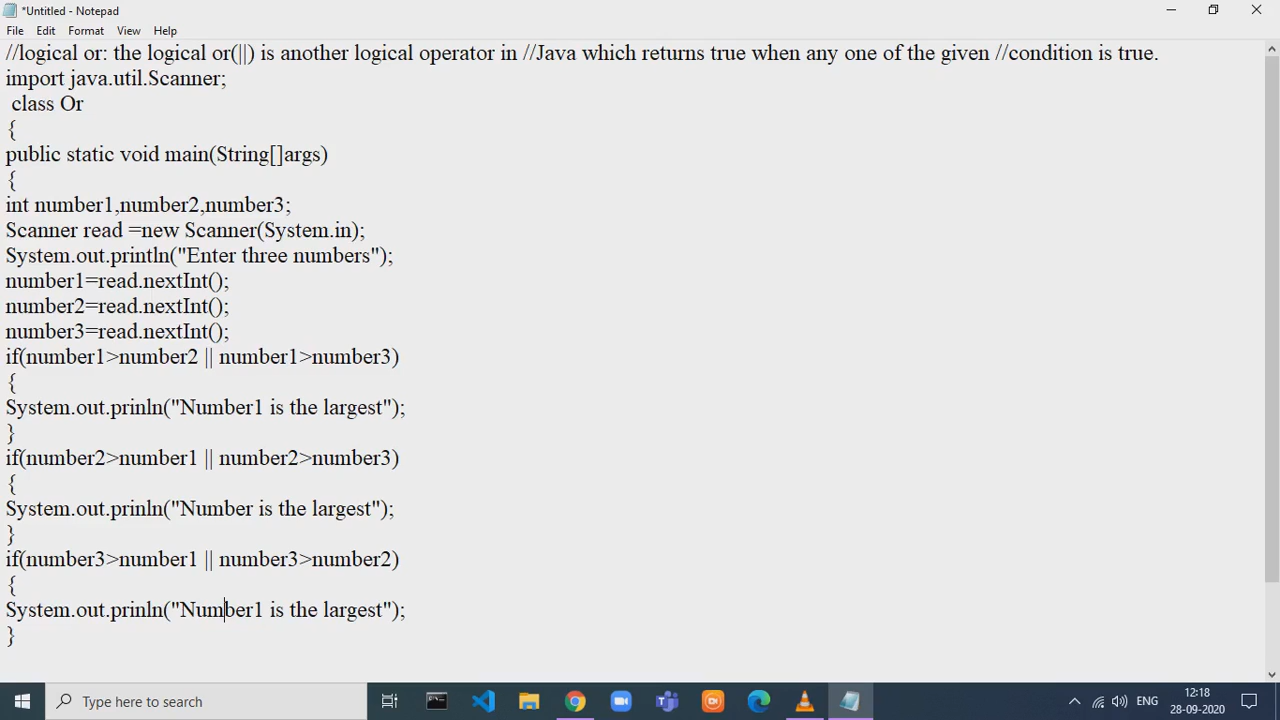 *Untitled - Notepad
File Edit Format View Help
//logical or: the logical or(||) is another logical operator in //Java which returns true when any one of the given //condition is true.
import java.util.Scanner;
class Or
{
public static void main(String[]args)
{
int number1,number2,number3;
Scanner read =new Scanner(System.in);
System.out.println("Enter three numbers");
number1=read.nextInt();
number2=read.nextInt();
number3=read.nextInt();
if(number1>number2 || number1>number3)
{
System.out.prinln("Number1 is the largest");
}
if(number2>number1 || number2>number3)
{
System.out.prinln("Number is the largest");
}
if(number3>number1 || number3>number2)
{
System.out.prinln("Number1 is the largest");
}
Type here to search
ENG
12:18
28-09-2020